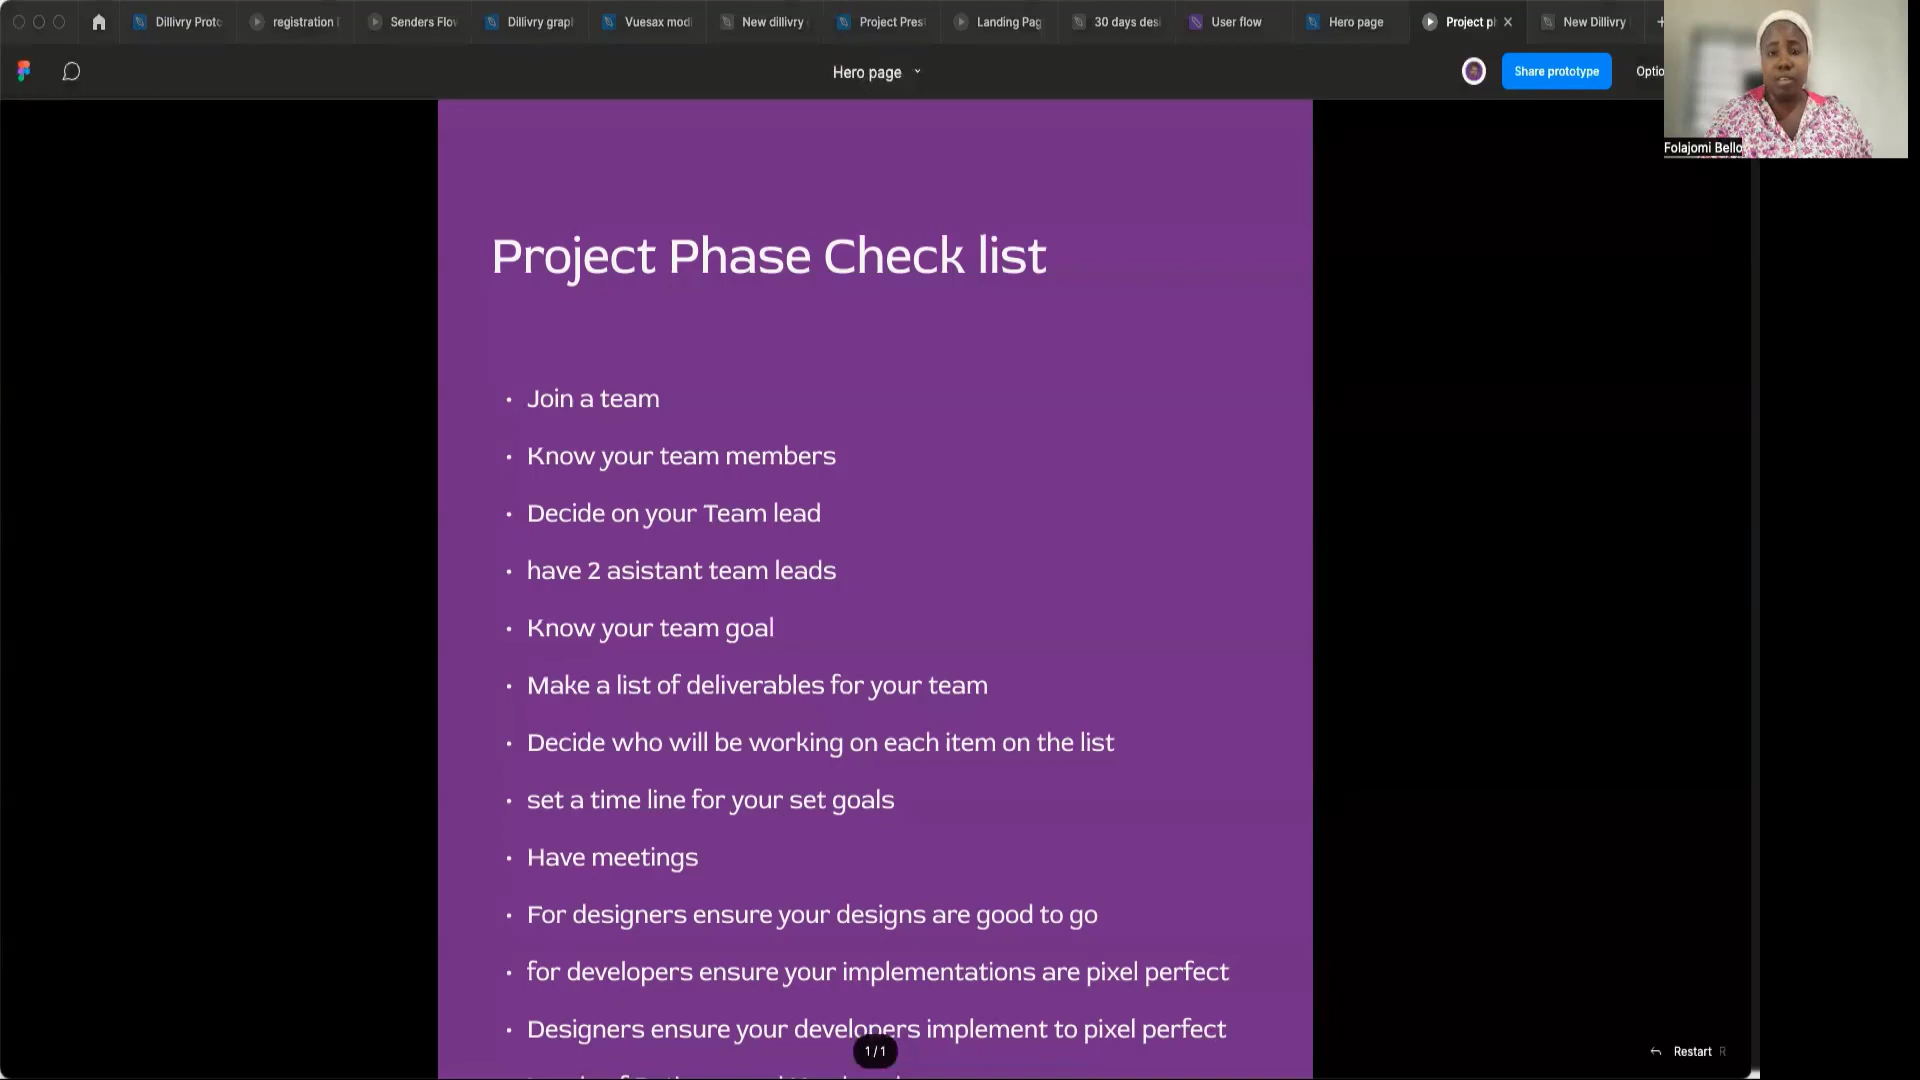 Dillivry Proto
registration
Senders Flo
Dillivry grap
Vuesax mod
New dillivry
Project Pres
Landing Pag
30 days des
User flow
Hero page
Project p
New Dillivry
Hero page
Share prototype
Optio
Folajomi Bello
Project Phase Check list
• Join a team
• Know your team members
• Decide on your Team lead
• have 2 asistant team leads
• Know your team goal
• Make a list of deliverables for your team
• Decide who will be working on each item on the list
• set a time line for your set goals
• Have meetings
• For designers ensure your designs are good to go
• for developers ensure your implementations are pixel perfect
• Designers ensure your developers implement to pixel perfect
1 / 1
Restart R